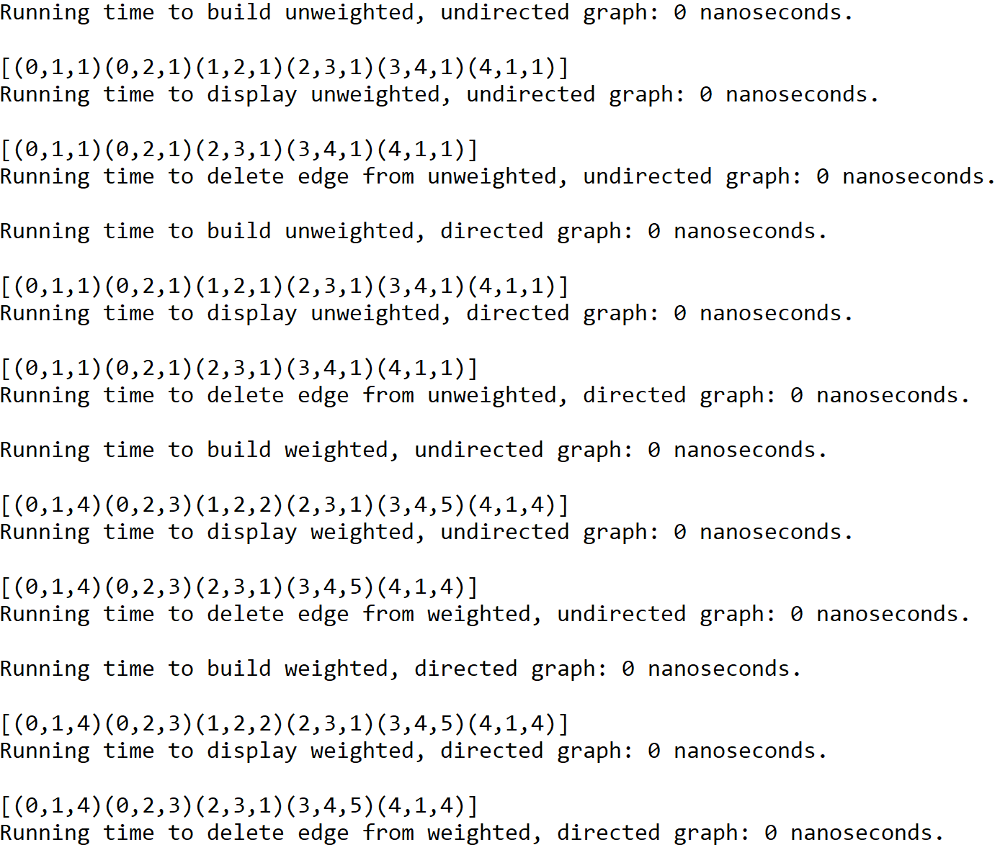 Running time to build unweighted, undirected graph: 0 nanoseconds.
[(0,1,1)(0,2,1)(1,2,1)(2,3,1)(3,4,1)(4,1,1)]
Running time to display unweighted, undirected graph: 0 nanoseconds.
[(0,1,1)(0,2,1)(2,3,1)(3,4,1)(4,1,1)]
Running time to delete edge from unweighted, undirected graph: 0 nanoseconds.
Running time to build unweighted, directed graph: 0 nanoseconds.
[(0,1,1)(0,2,1)(1,2,1)(2,3,1)(3,4,1)(4,1,1)]
Running time to display unweighted, directed graph: 0 nanoseconds.
[(0,1,1)(0,2,1)(2,3,1)(3,4,1)(4,1,1)]
Running time to delete edge from unweighted, directed graph: 0 nanoseconds.
Running time to build weighted, undirected graph: 0 nanoseconds.
[(0,1,4)(0,2,3)(1,2,2)(2,3,1)(3,4,5)(4,1,4)]
Running time to display weighted, undirected graph: 0 nanoseconds.
[(0,1,4)(0,2,3)(2,3,1)(3,4,5)(4,1,4)]
Running time to delete edge from weighted, undirected graph: 0 nanoseconds.
Running time to build weighted, directed graph: 0 nanoseconds.
[(0,1,4)(0,2,3)(1,2,2)(2,3,1)(3,4,5)(4,1,4)]
Running time to display weighted, directed graph: 0 nanoseconds.
[(0,1,4)(0,2,3)(2,3,1)(3,4,5)(4,1,4)]
Running time to delete edge from weighted, directed graph: 0 nanoseconds.